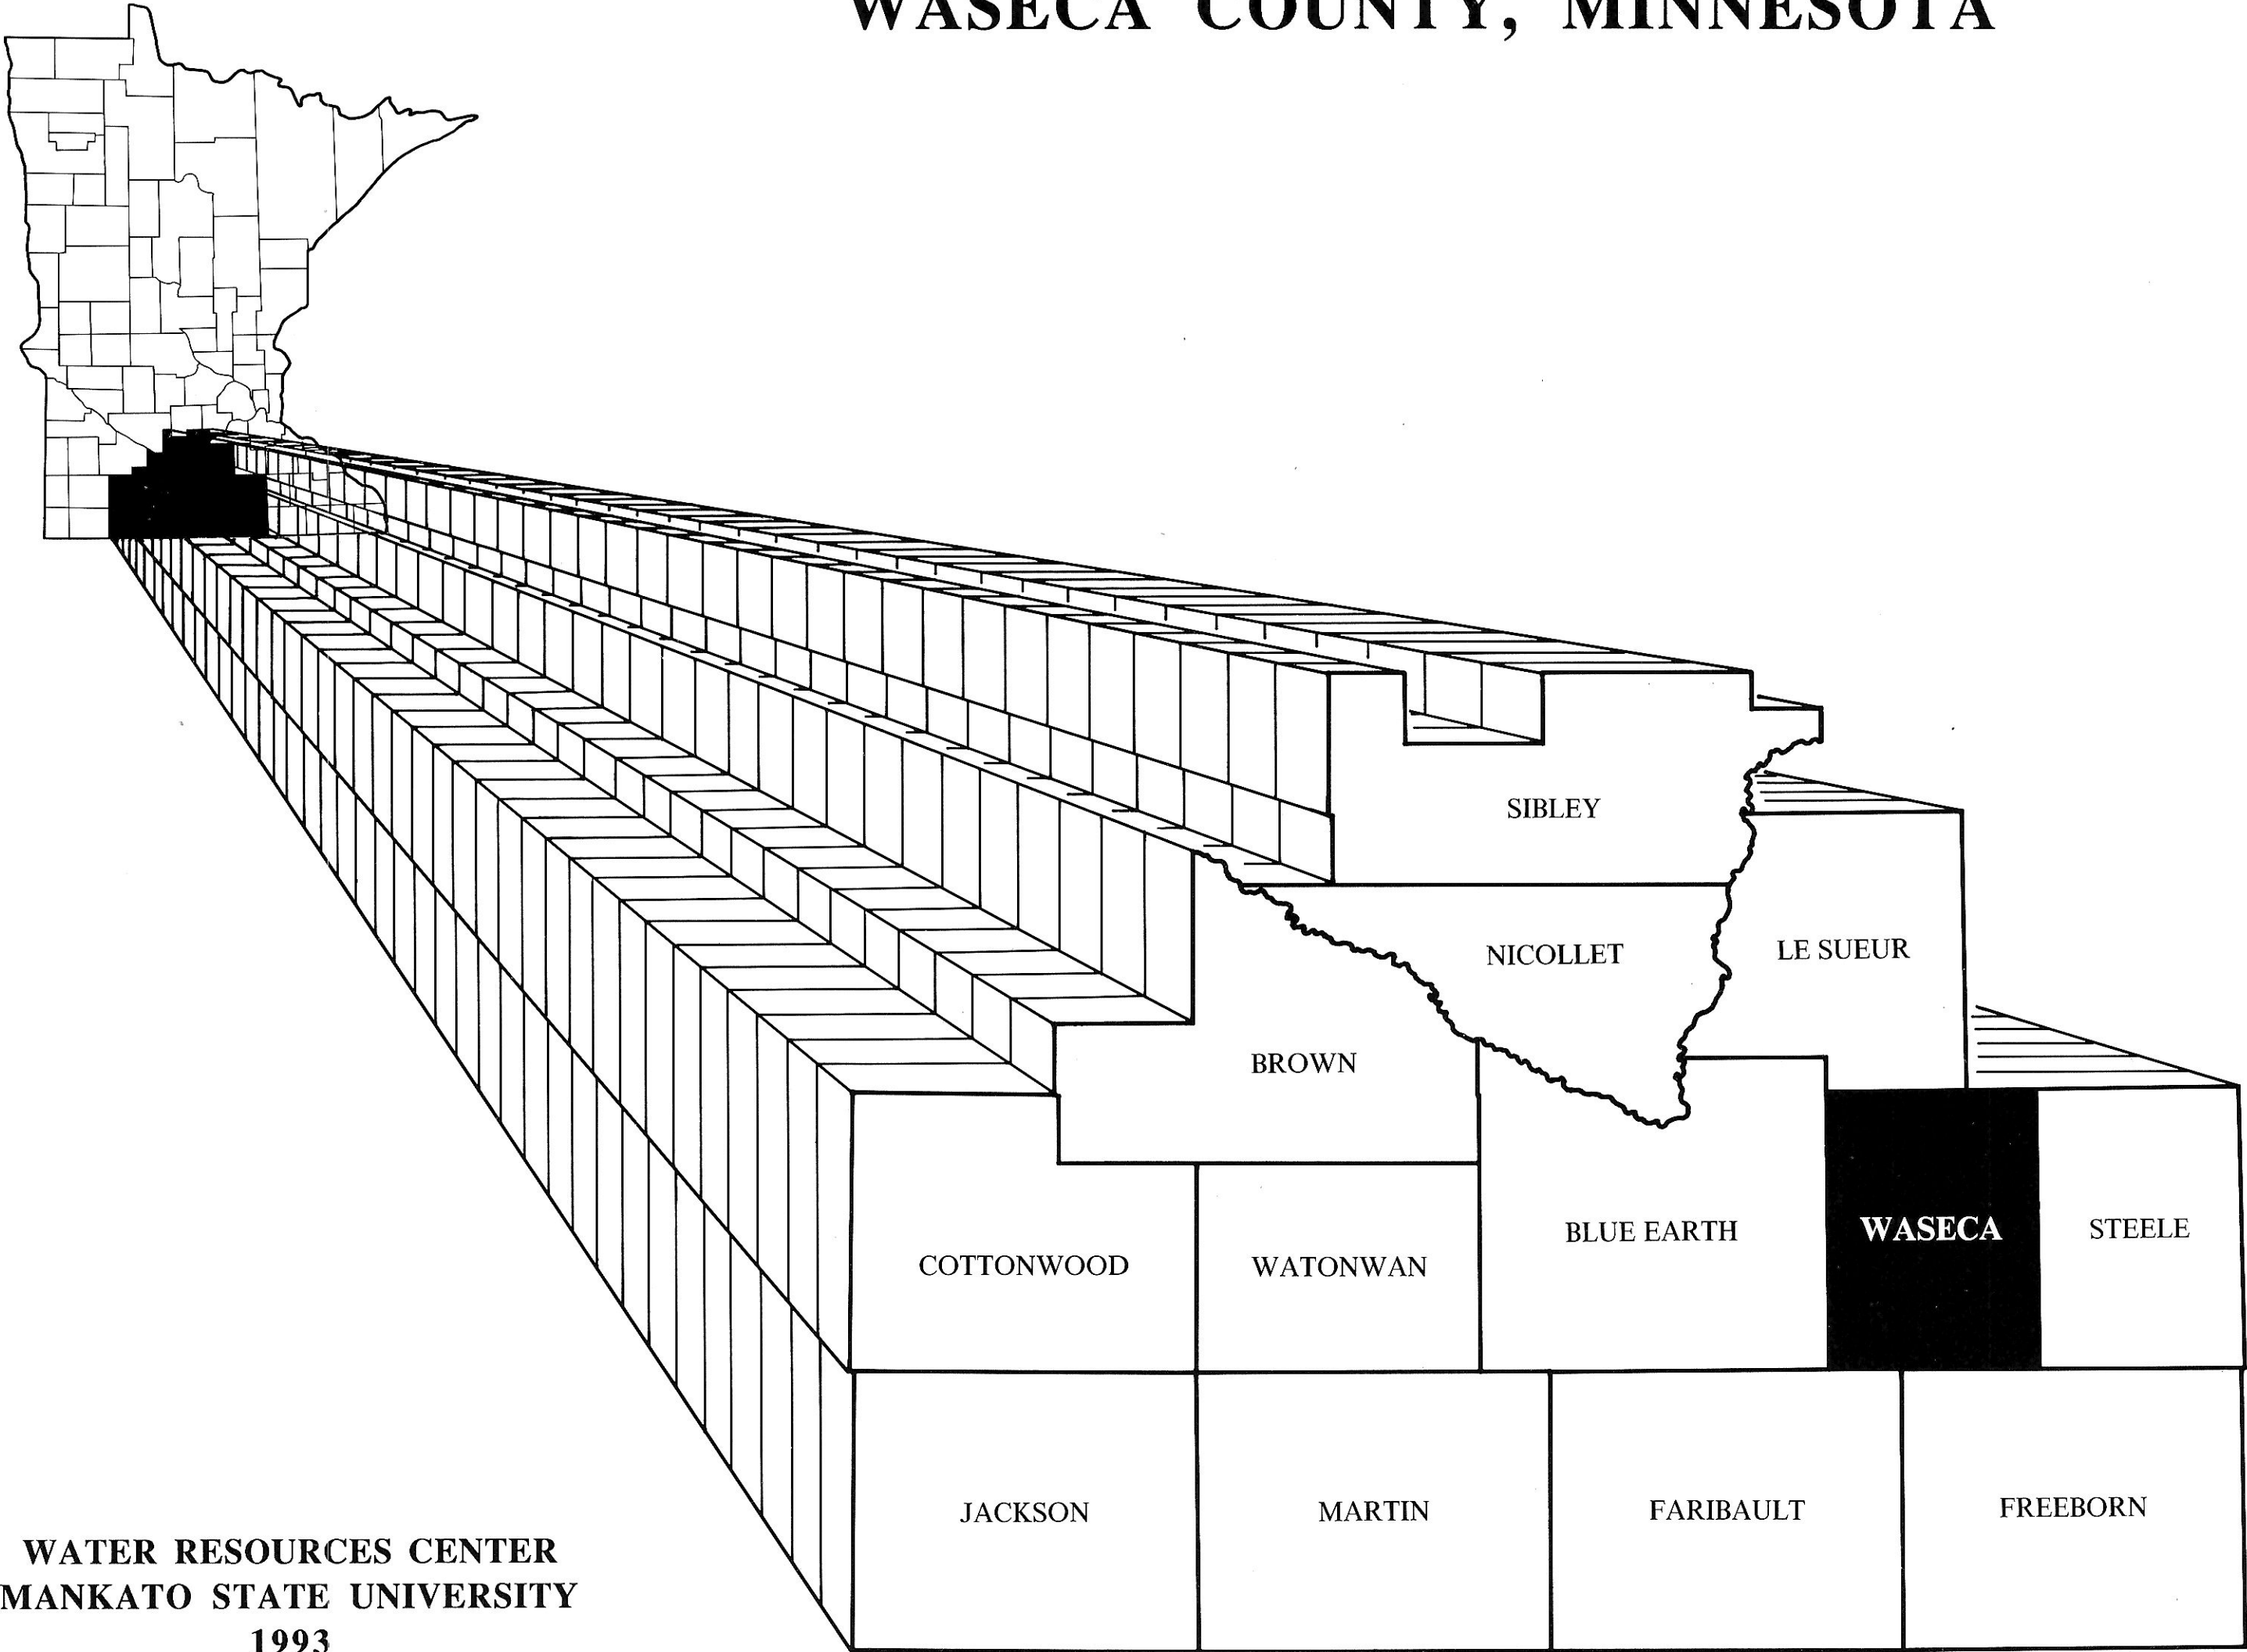 WASECA COUNTY, MINNESOTA
SIBLEY
NICOLLET
LE SUEUR
BROWN
COTTONWOOD
WATONWAN
BLUE EARTH
WASECA
STEELE
JACKSON
MARTIN
FARIBAULT
FREEBORN
WATER RESOURCES CENTER
MANKATO STATE UNIVERSITY
1993